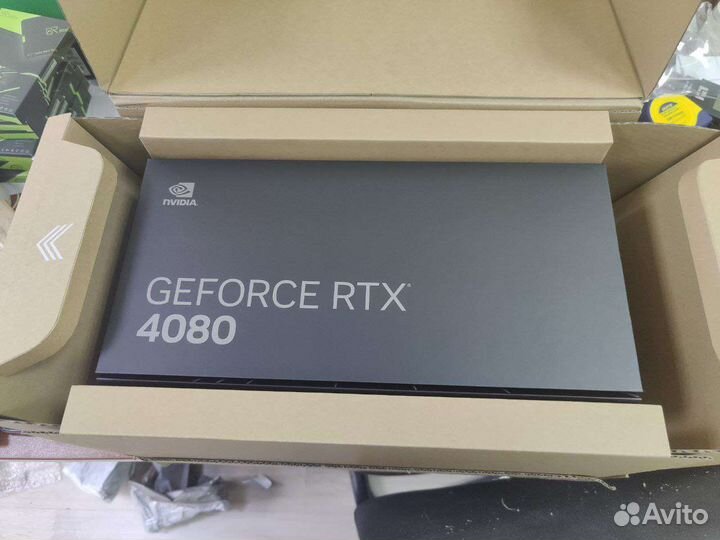 NVIDIA
GEFORCE RTX
4080
Avito